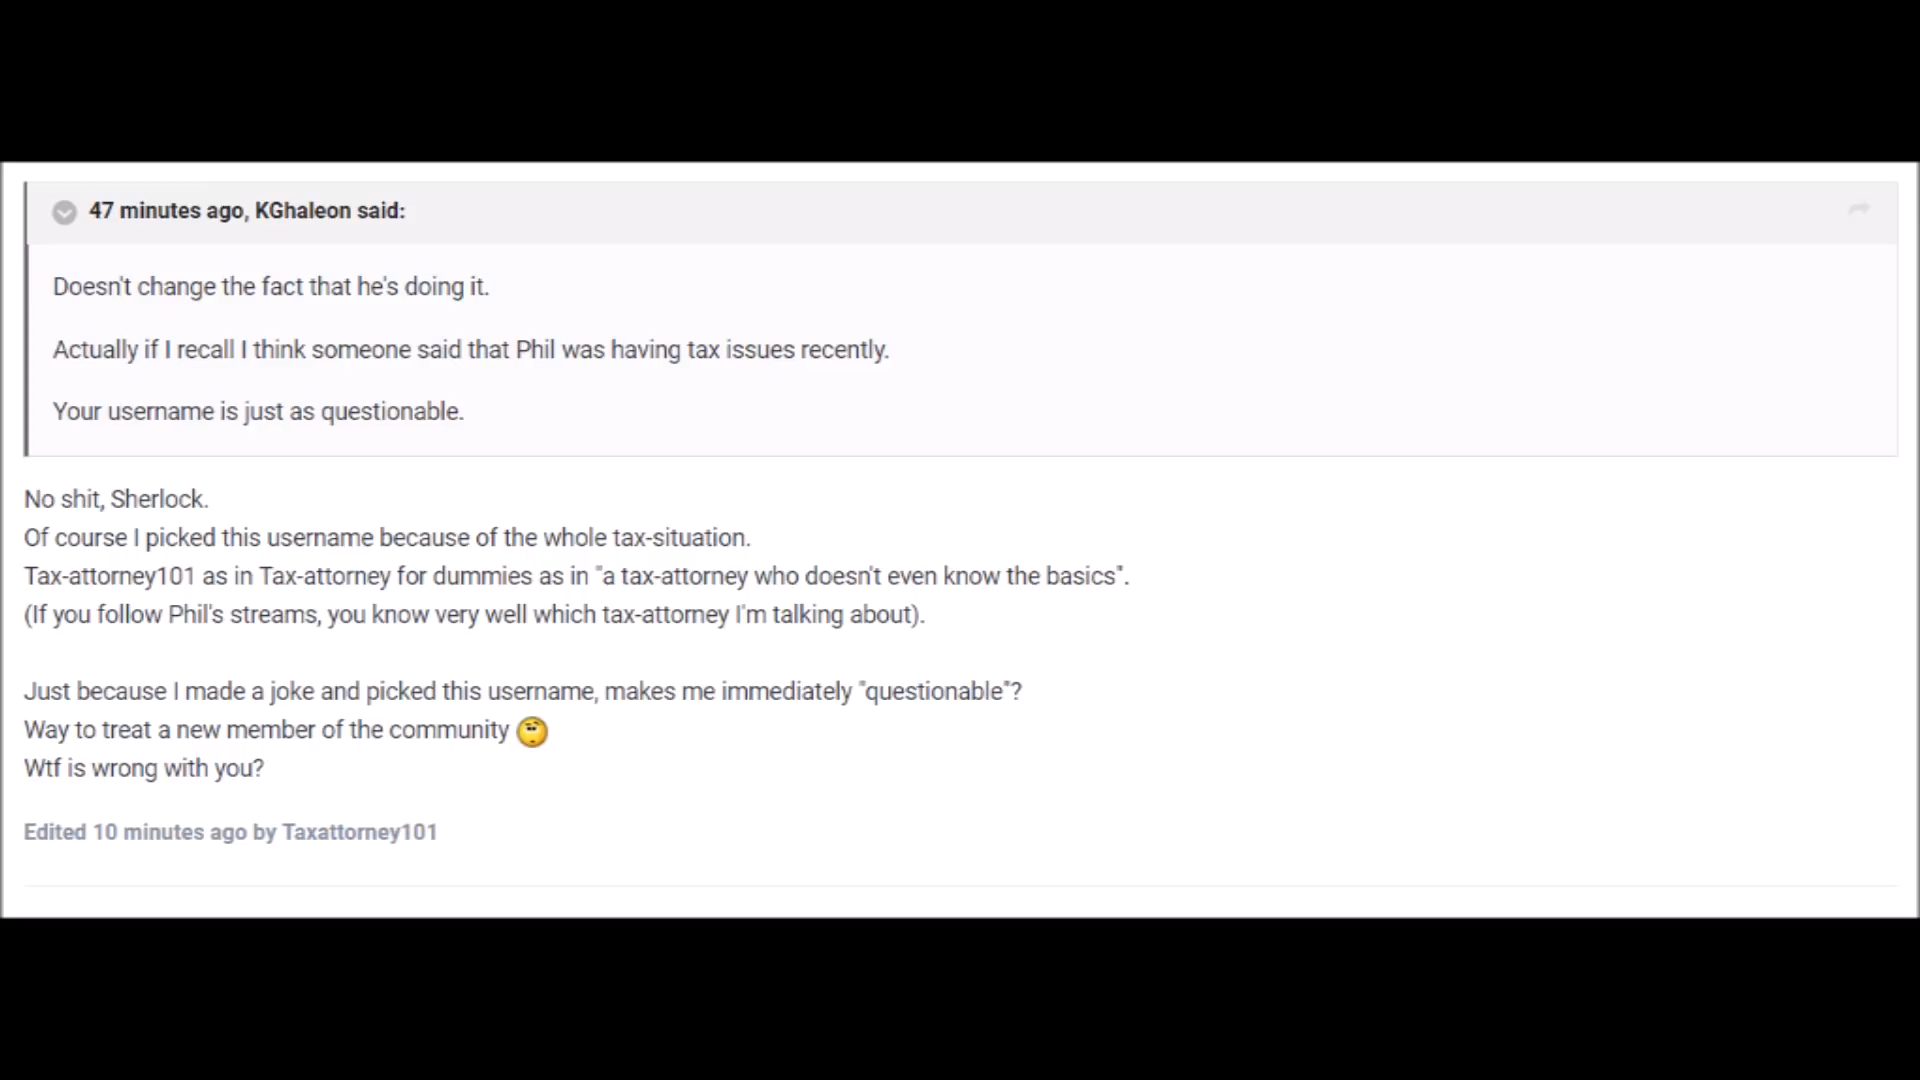 47 minutes ago, KGhaleon said:
Doesn't change the fact that he's doing it.
Actually if I recall I think someone said that Phil was having tax issues recently.
Your username is just as questionable.
No shit, Sherlock.
Of course I picked this username because of the whole tax-situation.
Tax-attorney101 as in Tax-attorney for dummies as in "a tax-attorney who doesn't even know the basics".
(If you follow Phil's streams, you know very well which tax-attorney I'm talking about).
Just because I made a joke and picked this username, makes me immediately "questionable"?
Way to treat a new member of the community
Wtf is wrong with you?
Edited 10 minutes ago by Taxattorney101